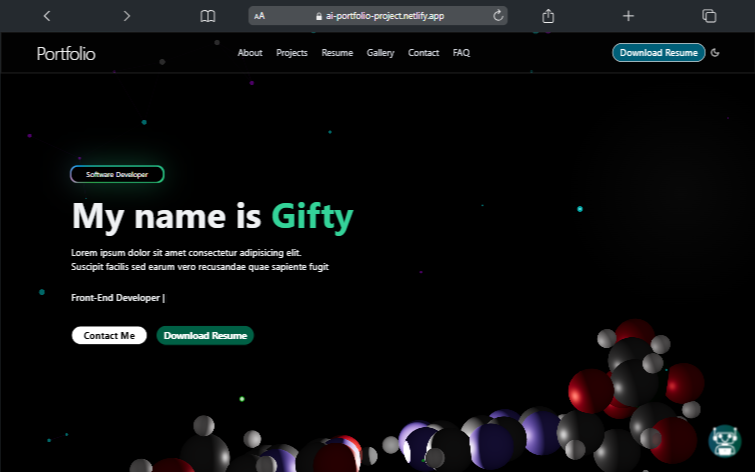 AA ai-portfolio-project.netlify.app
Portfolio About Projects Resume Gallery Contact FAQ Download Resume
Software Developer
My name is Gifty
Lorem ipsum dolor sit amet consectetur adipisicing elit.
Suscipit facilis sed earum vero recusandae quae sapiente fugit
Front-End Developer |
Contact Me Download Resume